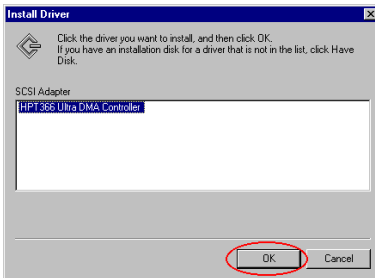 Install Driver
Click the driver you want to install, and then click OK.
If you have an installation disk for a driver that is not in the list, click Have
Disk.
SCSI Adapter
HPT366 Ultra DMA Controller
OK
Cancel